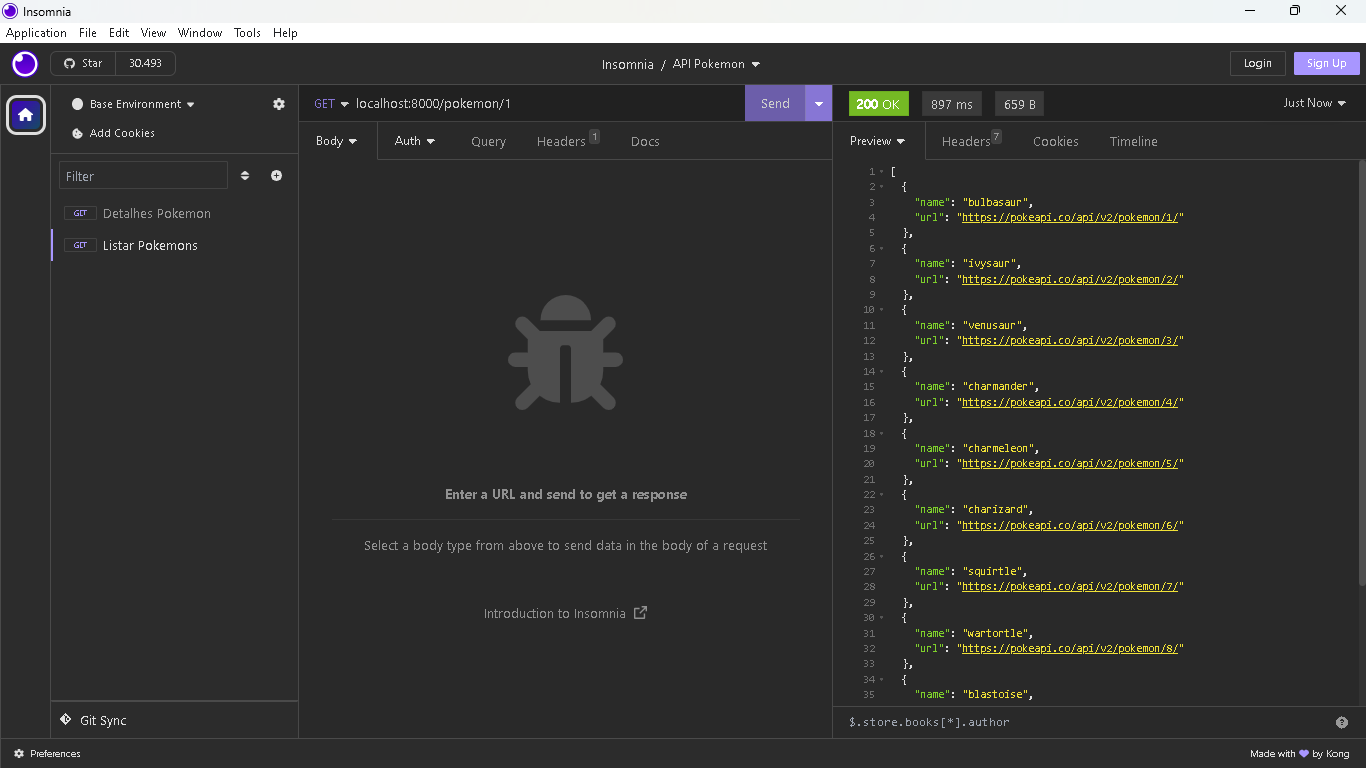 Insomnia
Application File Edit View Window Tools Help
Star 30.493
Insomnia / API Pokemon
Login Sign Up
Base Environment
Add Cookies
Filter
GET Detalhes Pokemon
GET Listar Pokemons
Git Sync
GET localhost:8000/pokemon/1 Send
Body Auth Query Headers 1 Docs
Enter a URL and send to get a response
Select a body type from above to send data in the body of a request
Introduction to Insomnia
200 OK 897 ms 659 B Just Now
Preview Headers 7 Cookies Timeline
1 [
2 {
3 "name": "bulbasaur",
4 "url": "https://pokeapi.co/api/v2/pokemon/1/"
5 },
6 {
7 "name": "ivysaur",
8 "url": "https://pokeapi.co/api/v2/pokemon/2/"
9 },
10 {
11 "name": "venusaur",
12 "url": "https://pokeapi.co/api/v2/pokemon/3/"
13 },
14 {
15 "name": "charmander",
16 "url": "https://pokeapi.co/api/v2/pokemon/4/"
17 },
18 {
19 "name": "charmeleon",
20 "url": "https://pokeapi.co/api/v2/pokemon/5/"
21 },
22 {
23 "name": "charizard",
24 "url": "https://pokeapi.co/api/v2/pokemon/6/"
25 },
26 {
27 "name": "squirtle",
28 "url": "https://pokeapi.co/api/v2/pokemon/7/"
29 },
30 {
31 "name": "wartortle",
32 "url": "https://pokeapi.co/api/v2/pokemon/8/"
33 },
34 {
35 "name": "blastoise",
$.store.books[*].author
Preferences
Made with by Kong